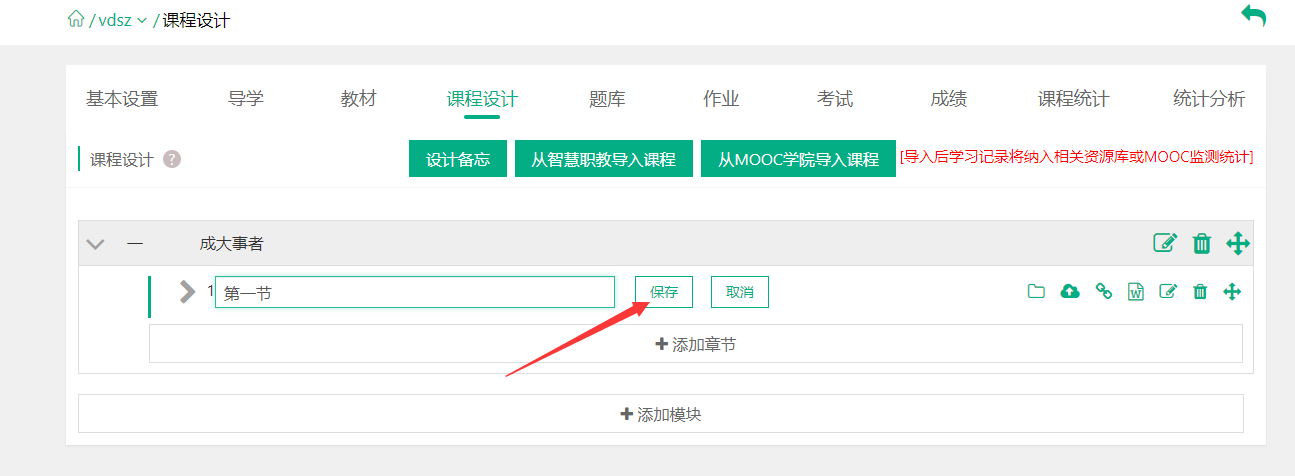 / vdsz / 课程设计
基本设置 导学 教材 课程设计 题库 作业 考试 成绩 课程统计 统计分析
课程设计 ? 设计备忘 从智慧职教导入课程 从MOOC学院导入课程 [导入后学习记录将纳入相关资源库或MOOC监测统计]
一 成大事者
1 第一节 保存 取消 W
+ 添加章节
+ 添加模块